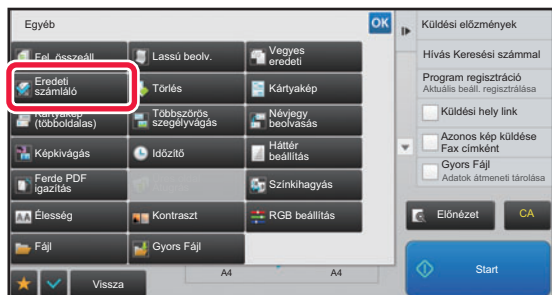 Egyéb
OK
Fel. összeáll.
Lassú beolv.
Vegyes
eredeti
Eredeti
számláló
Törlés
Kártyakép
Kártyakép
(többoldalas)
Többszörös
szegélyvágás
Névjegy
beolvasás
Képkivágás
Időzítő
Háttér
beállítás
Ferde PDF
igazítás
Színkihagyás
Élesség
Kontraszt
RGB beállítás
Fájl
Gyors Fájl
Vissza
A4
A4
Küldési előzmények
Hívás Keresési számmal
Program regisztráció
Aktuális beáll. regisztrálása
Küldési hely link
Azonos kép küldése
Fax címként
Gyors Fájl
Adatok átmeneti tárolása
Előnézet
CA
Start